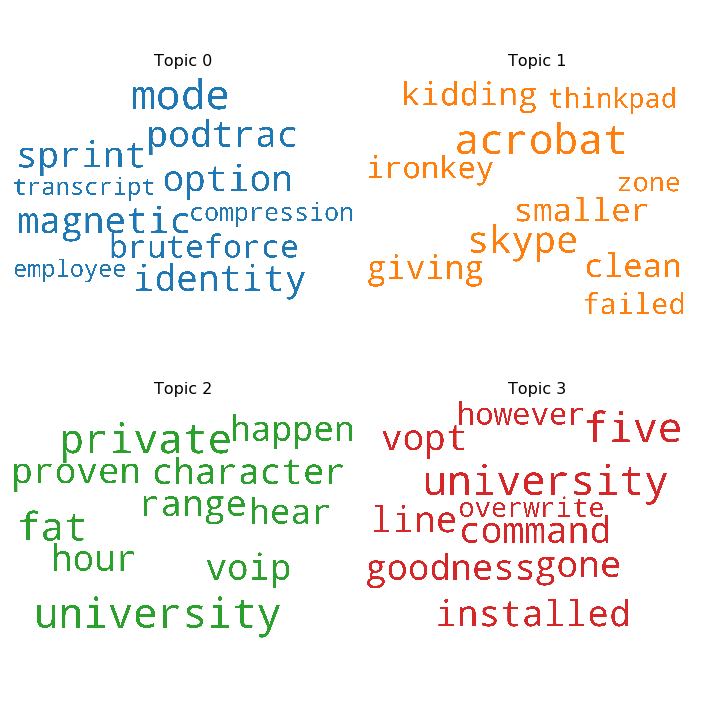 Topic 0
mode
podtrac
sprint
option
transcript
magnetic
compression
bruteforce
employee
identity
Topic 1
kidding
thinkpad
acrobat
ironkey
zone
smaller
skype
giving
clean
failed
Topic 2
private
happen
proven
character
range
hear
fat
hour
voip
university
Topic 3
however
five
vopt
university
overwrite
line
command
goodness
gone
installed